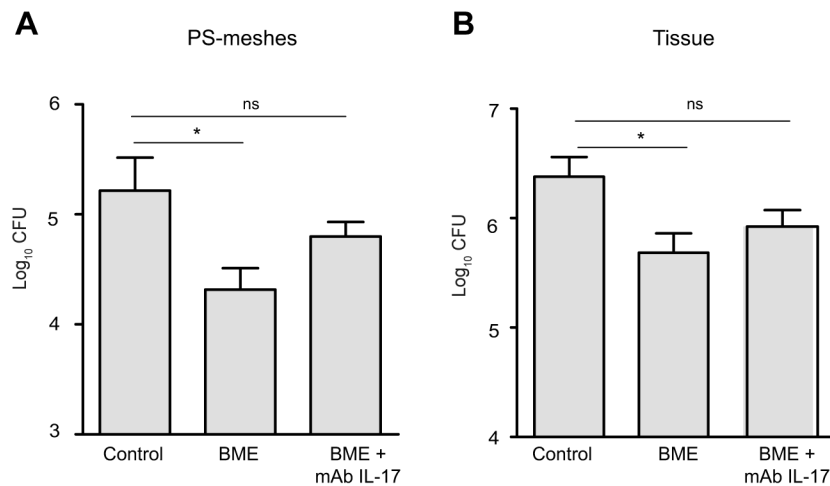 A
PS-meshes
Log₁₀ CFU
6
5
4
3
ns
*
Control
BME
BME +
mAb IL-17
B
Tissue
Log₁₀ CFU
7
6
5
4
ns
*
Control
BME
BME +
mAb IL-17